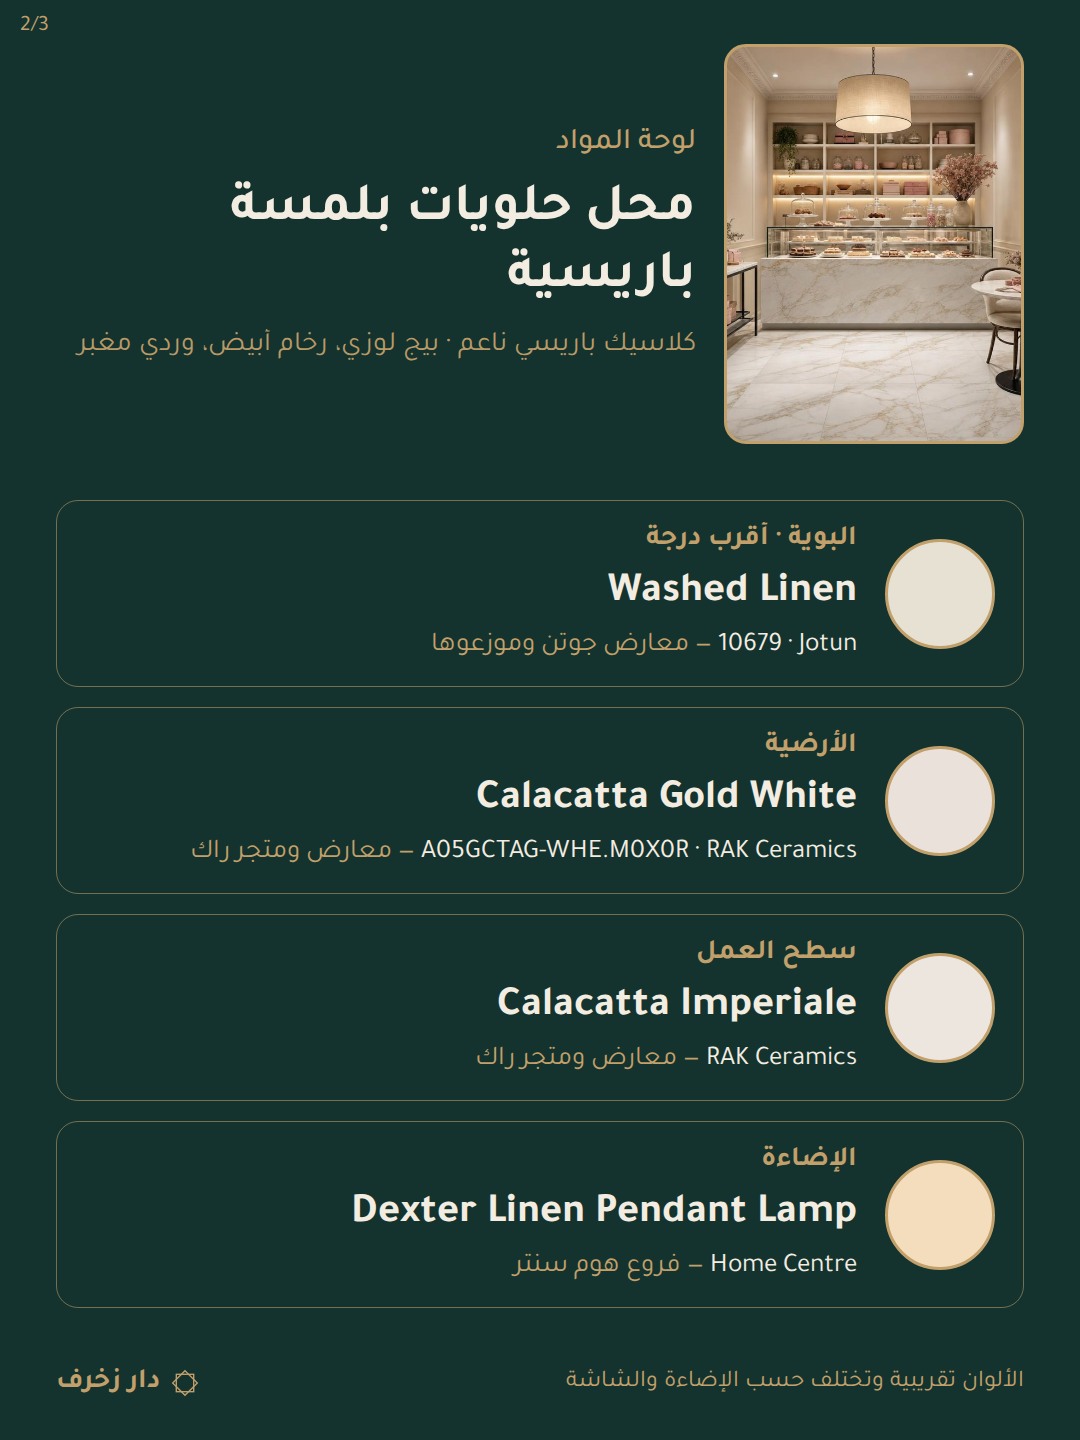 2/3
لوحة المواد
محل حلويات بلمسة
باريسية
كلاسيك باريسي ناعم · بيج لوزي، رخام أبيض، وردي مغبر
البوية · أقرب درجة
Washed Linen
10679 · Jotun – معارض جوتن وموزعوها
الأرضية
Calacatta Gold White
A05GCTAG-WHE.M0X0R · RAK Ceramics – معارض ومتجر راك
سطح العمل
Calacatta Imperiale
RAK Ceramics – معارض ومتجر راك
الإضاءة
Dexter Linen Pendant Lamp
Home Centre – فروع هوم سنتر
الألوان تقريبية وتختلف حسب الإضاءة والشاشة
دار زخرف